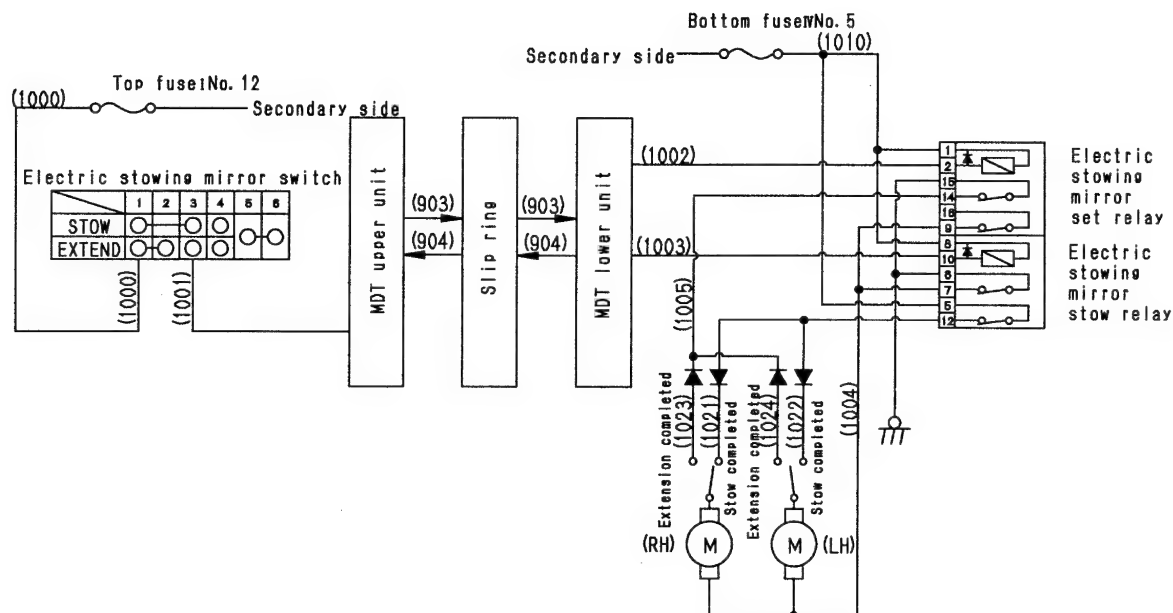 Bottom fuseⅣNo. 5
(1010)
Secondary side
Top fuseⅠNo. 12
(1000)
Secondary side
Electric stowing mirror switch
1 2 3 4 5 6
STOW
EXTEND
(1000)
(1001)
MDT upper unit
(903)
(904)
Slip ring
(903)
(904)
MDT lower unit
(1002)
(1003)
(1005)
1
2
15
14
16
9
8
10
6
7
5
12
Electric
stowing
mirror
set relay
Electric
stowing
mirror
stow relay
Extension completed
(1023)
(1021)
Stow completed
Extension completed
(1024)
(1022)
Stow completed
(1004)
(RH)
M
M
(LH)